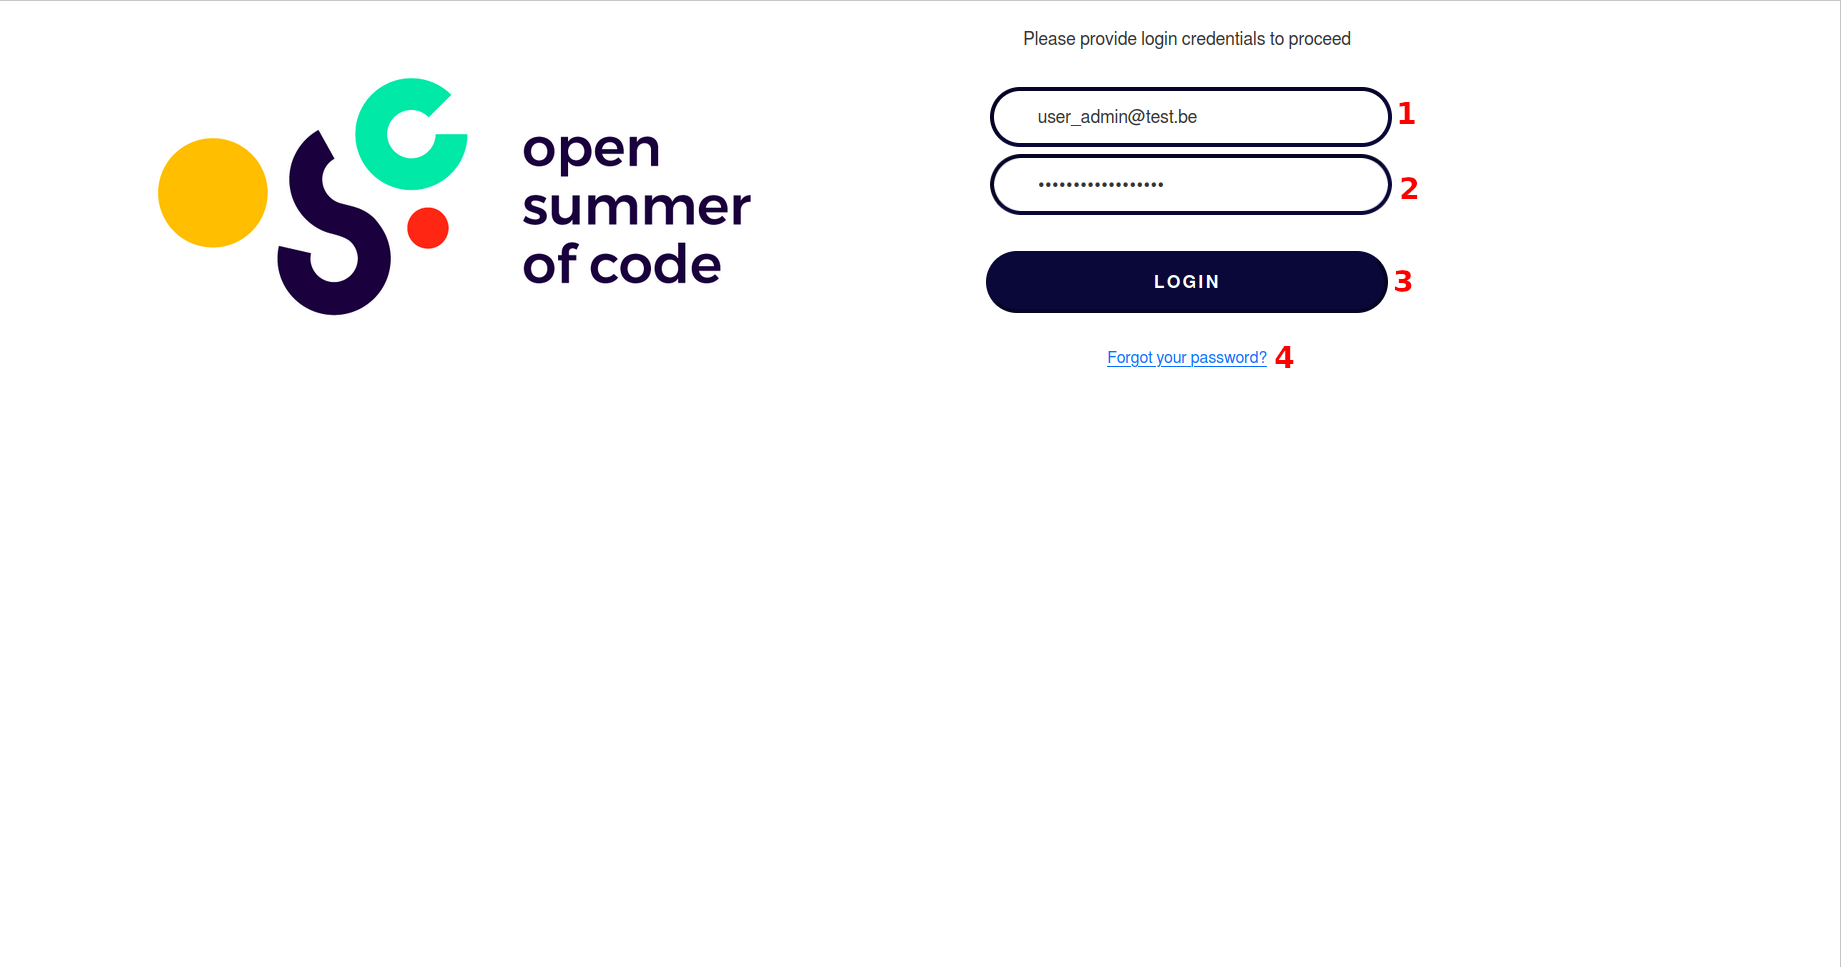 open
summer
of code
Please provide login credentials to proceed
user_admin@test.be 1
•••••••••••••••••• 2
LOGIN 3
Forgot your password? 4